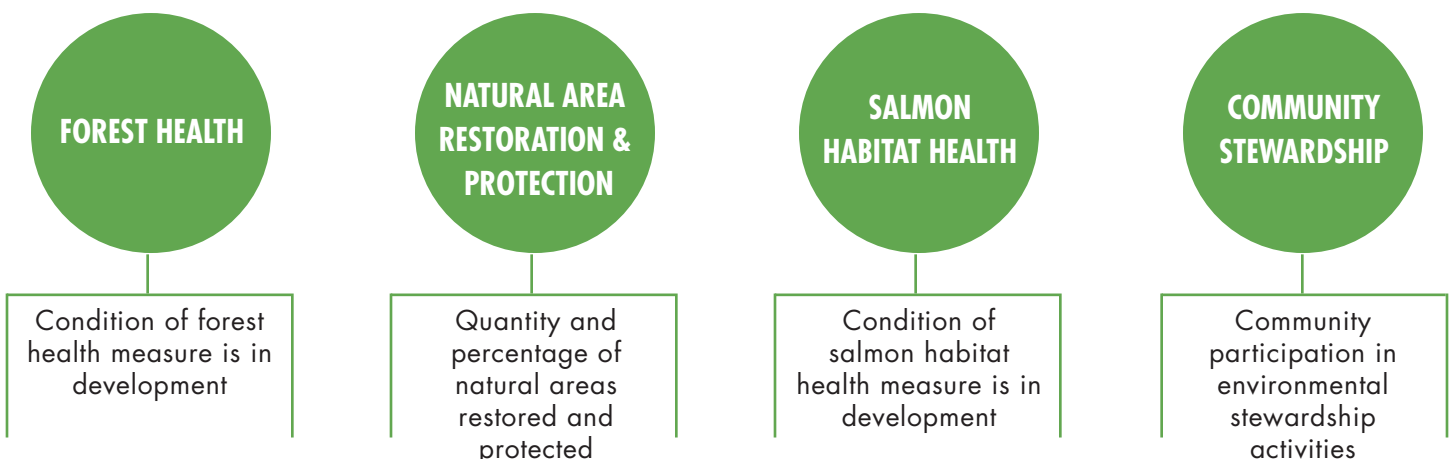 FOREST HEALTH
Condition of forest
health measure is in
development
NATURAL AREA
RESTORATION &
PROTECTION
Quantity and
percentage of
natural areas
restored and
protected
SALMON
HABITAT HEALTH
Condition of
salmon habitat
health measure is in
development
COMMUNITY
STEWARDSHIP
Community
participation in
environmental
stewardship
activities